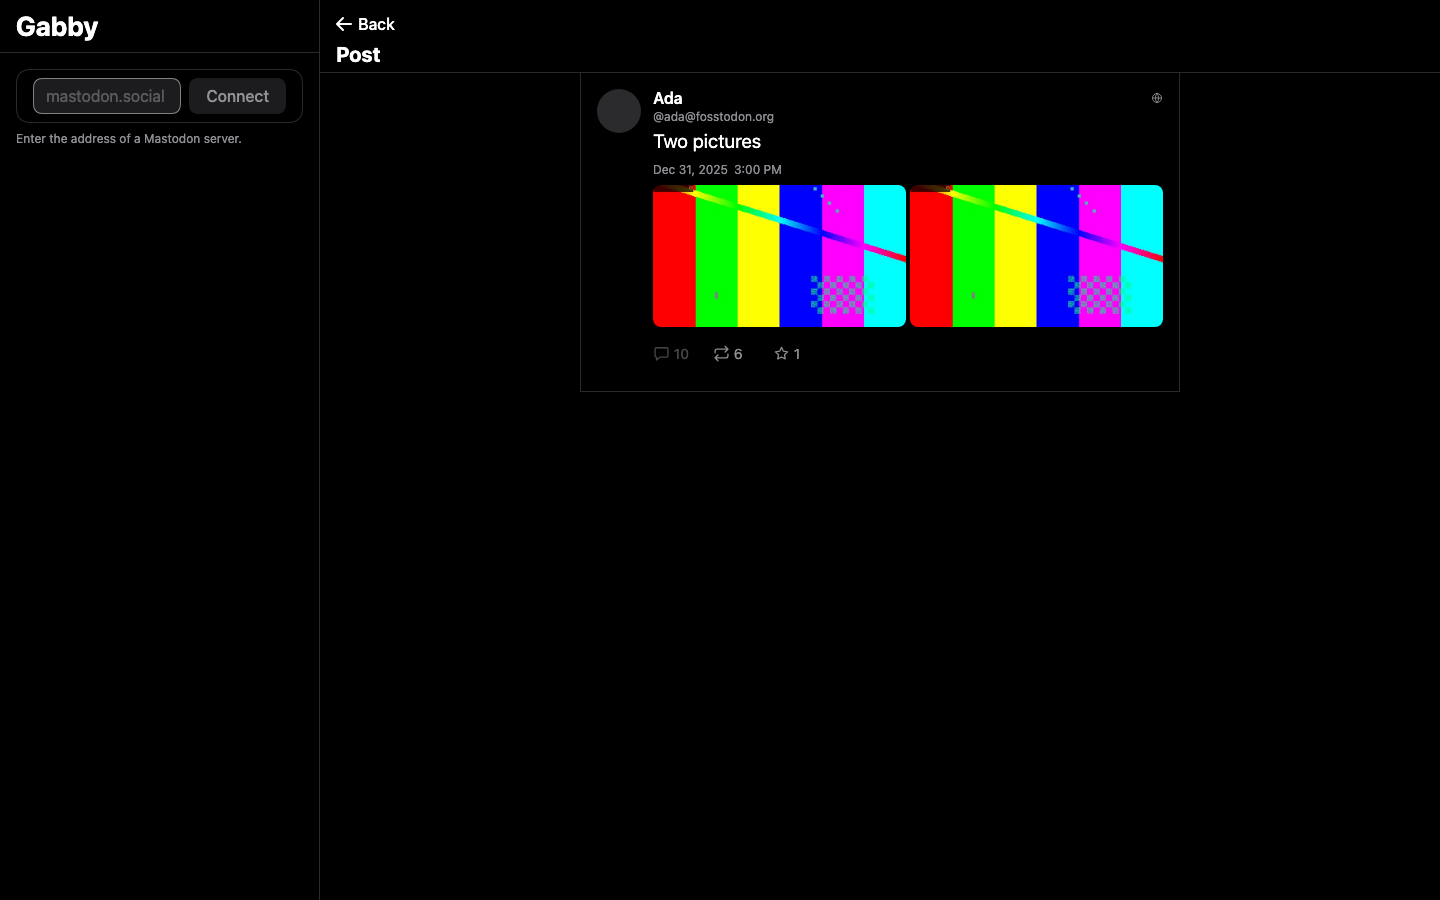 Gabby
mastodon.social
Connect
Enter the address of a Mastodon server.
Back
Post
Ada
@ada@fosstodon.org
Two pictures
Dec 31, 2025 3:00 PM
10
6
1